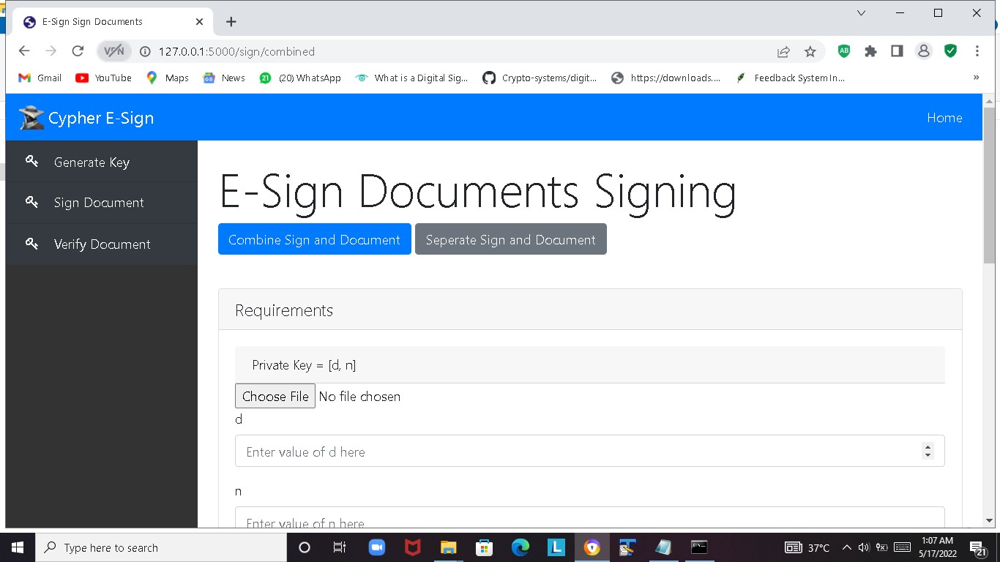 E-Sign Sign Documents
VPN
127.0.0.1:5000/sign/combined
Gmail
YouTube
Maps
News
21
(20) WhatsApp
What is a Digital Sig...
Crypto-systems/digit...
https://downloads....
Feedback System In...
»
Cypher E-Sign
Home
Generate Key
Sign Document
Verify Document
E-Sign Documents Signing
Combine Sign and Document
Seperate Sign and Document
Requirements
Private Key = [d, n]
Choose File No file chosen
d
Enter value of d here
n
Enter value of n here
Type here to search
L
37°C
1:07 AM
5/17/2022
21